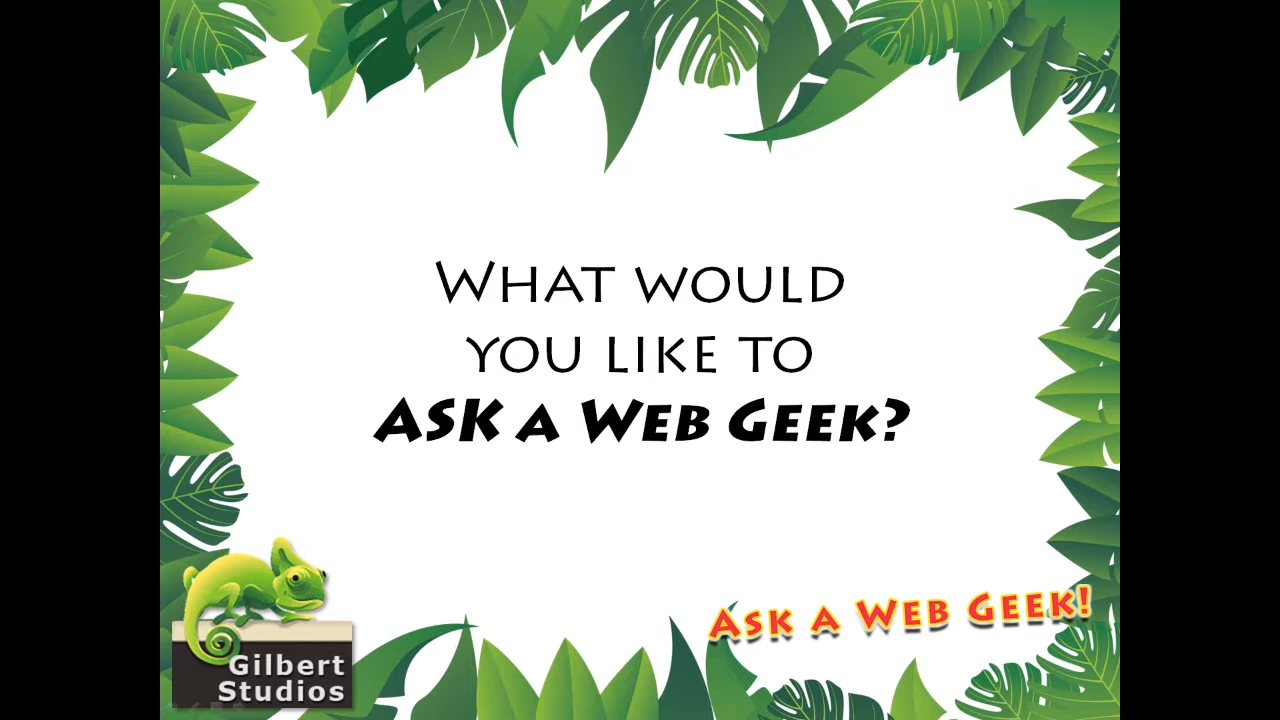 What would
you like to
ask a Web Geek?
Ask a Web Geek!
Gilbert
Studios